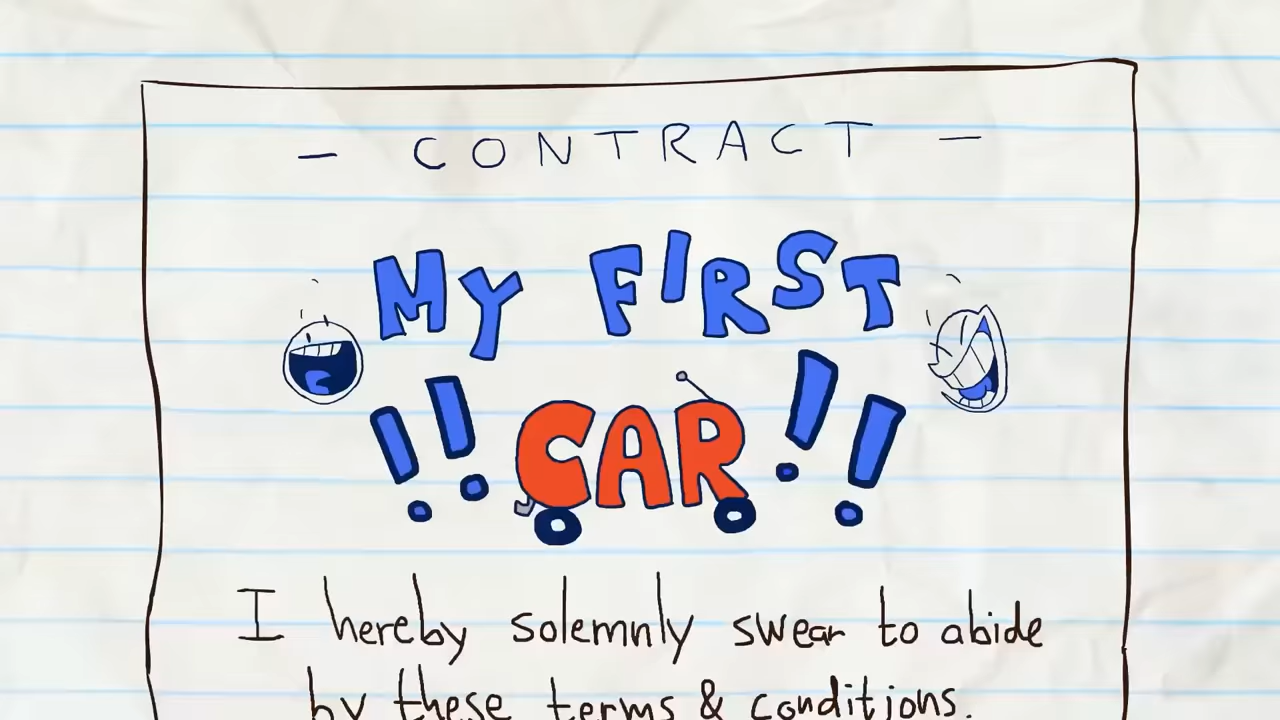 - CONTRACT -
MY FIRST
!! CAR !!
I hereby solemnly swear to abide
by these terms & conditions.